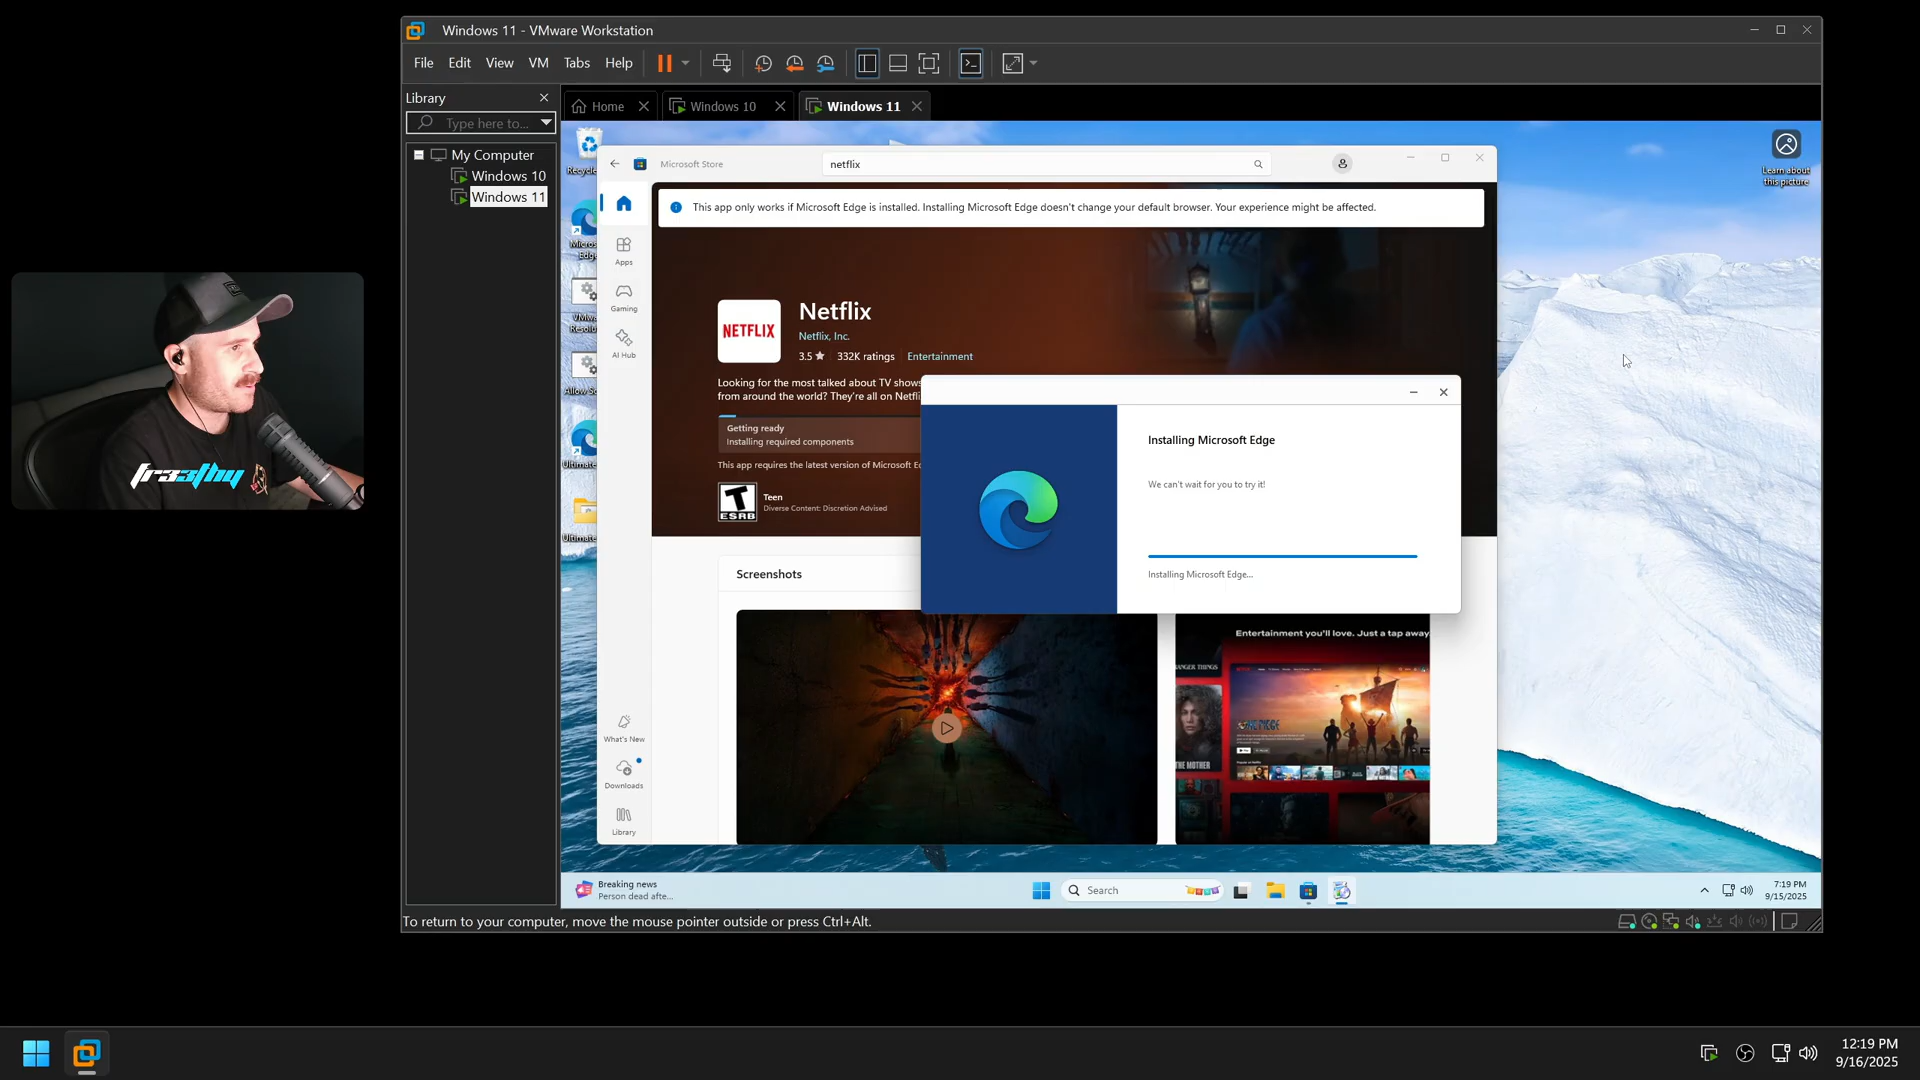 Windows 11 - VMware Workstation
File Edit View VM Tabs Help
Library
Type here to...
My Computer
Windows 10
Windows 11
Home
Windows 10
Windows 11
Recycle
Learn about
this picture
Edge
Ultimate
Microsoft Store
netflix
Apps
Gaming
AI Hub
What's New
Downloads
Library
This app only works if Microsoft Edge is installed. Installing Microsoft Edge doesn't change your default browser. Your experience might be affected.
NETFLIX
Netflix
Netflix, Inc.
3.5 ★ 332K ratings Entertainment
Looking for the most talked about TV shows
from around the world? They're all on Netfli
Getting ready
Installing required components
This app requires the latest version of Microsoft Ed
T
ESRB
Teen
Diverse Content: Discretion Advised
Screenshots
Installing Microsoft Edge
We can't wait for you to try it!
Installing Microsoft Edge...
Entertainment you'll love. Just a tap away
THE MOTHER
fr33thy
Breaking news
Person dead afte...
Search
7:19 PM
9/15/2025
To return to your computer, move the mouse pointer outside or press Ctrl+Alt.
12:19 PM
9/16/2025